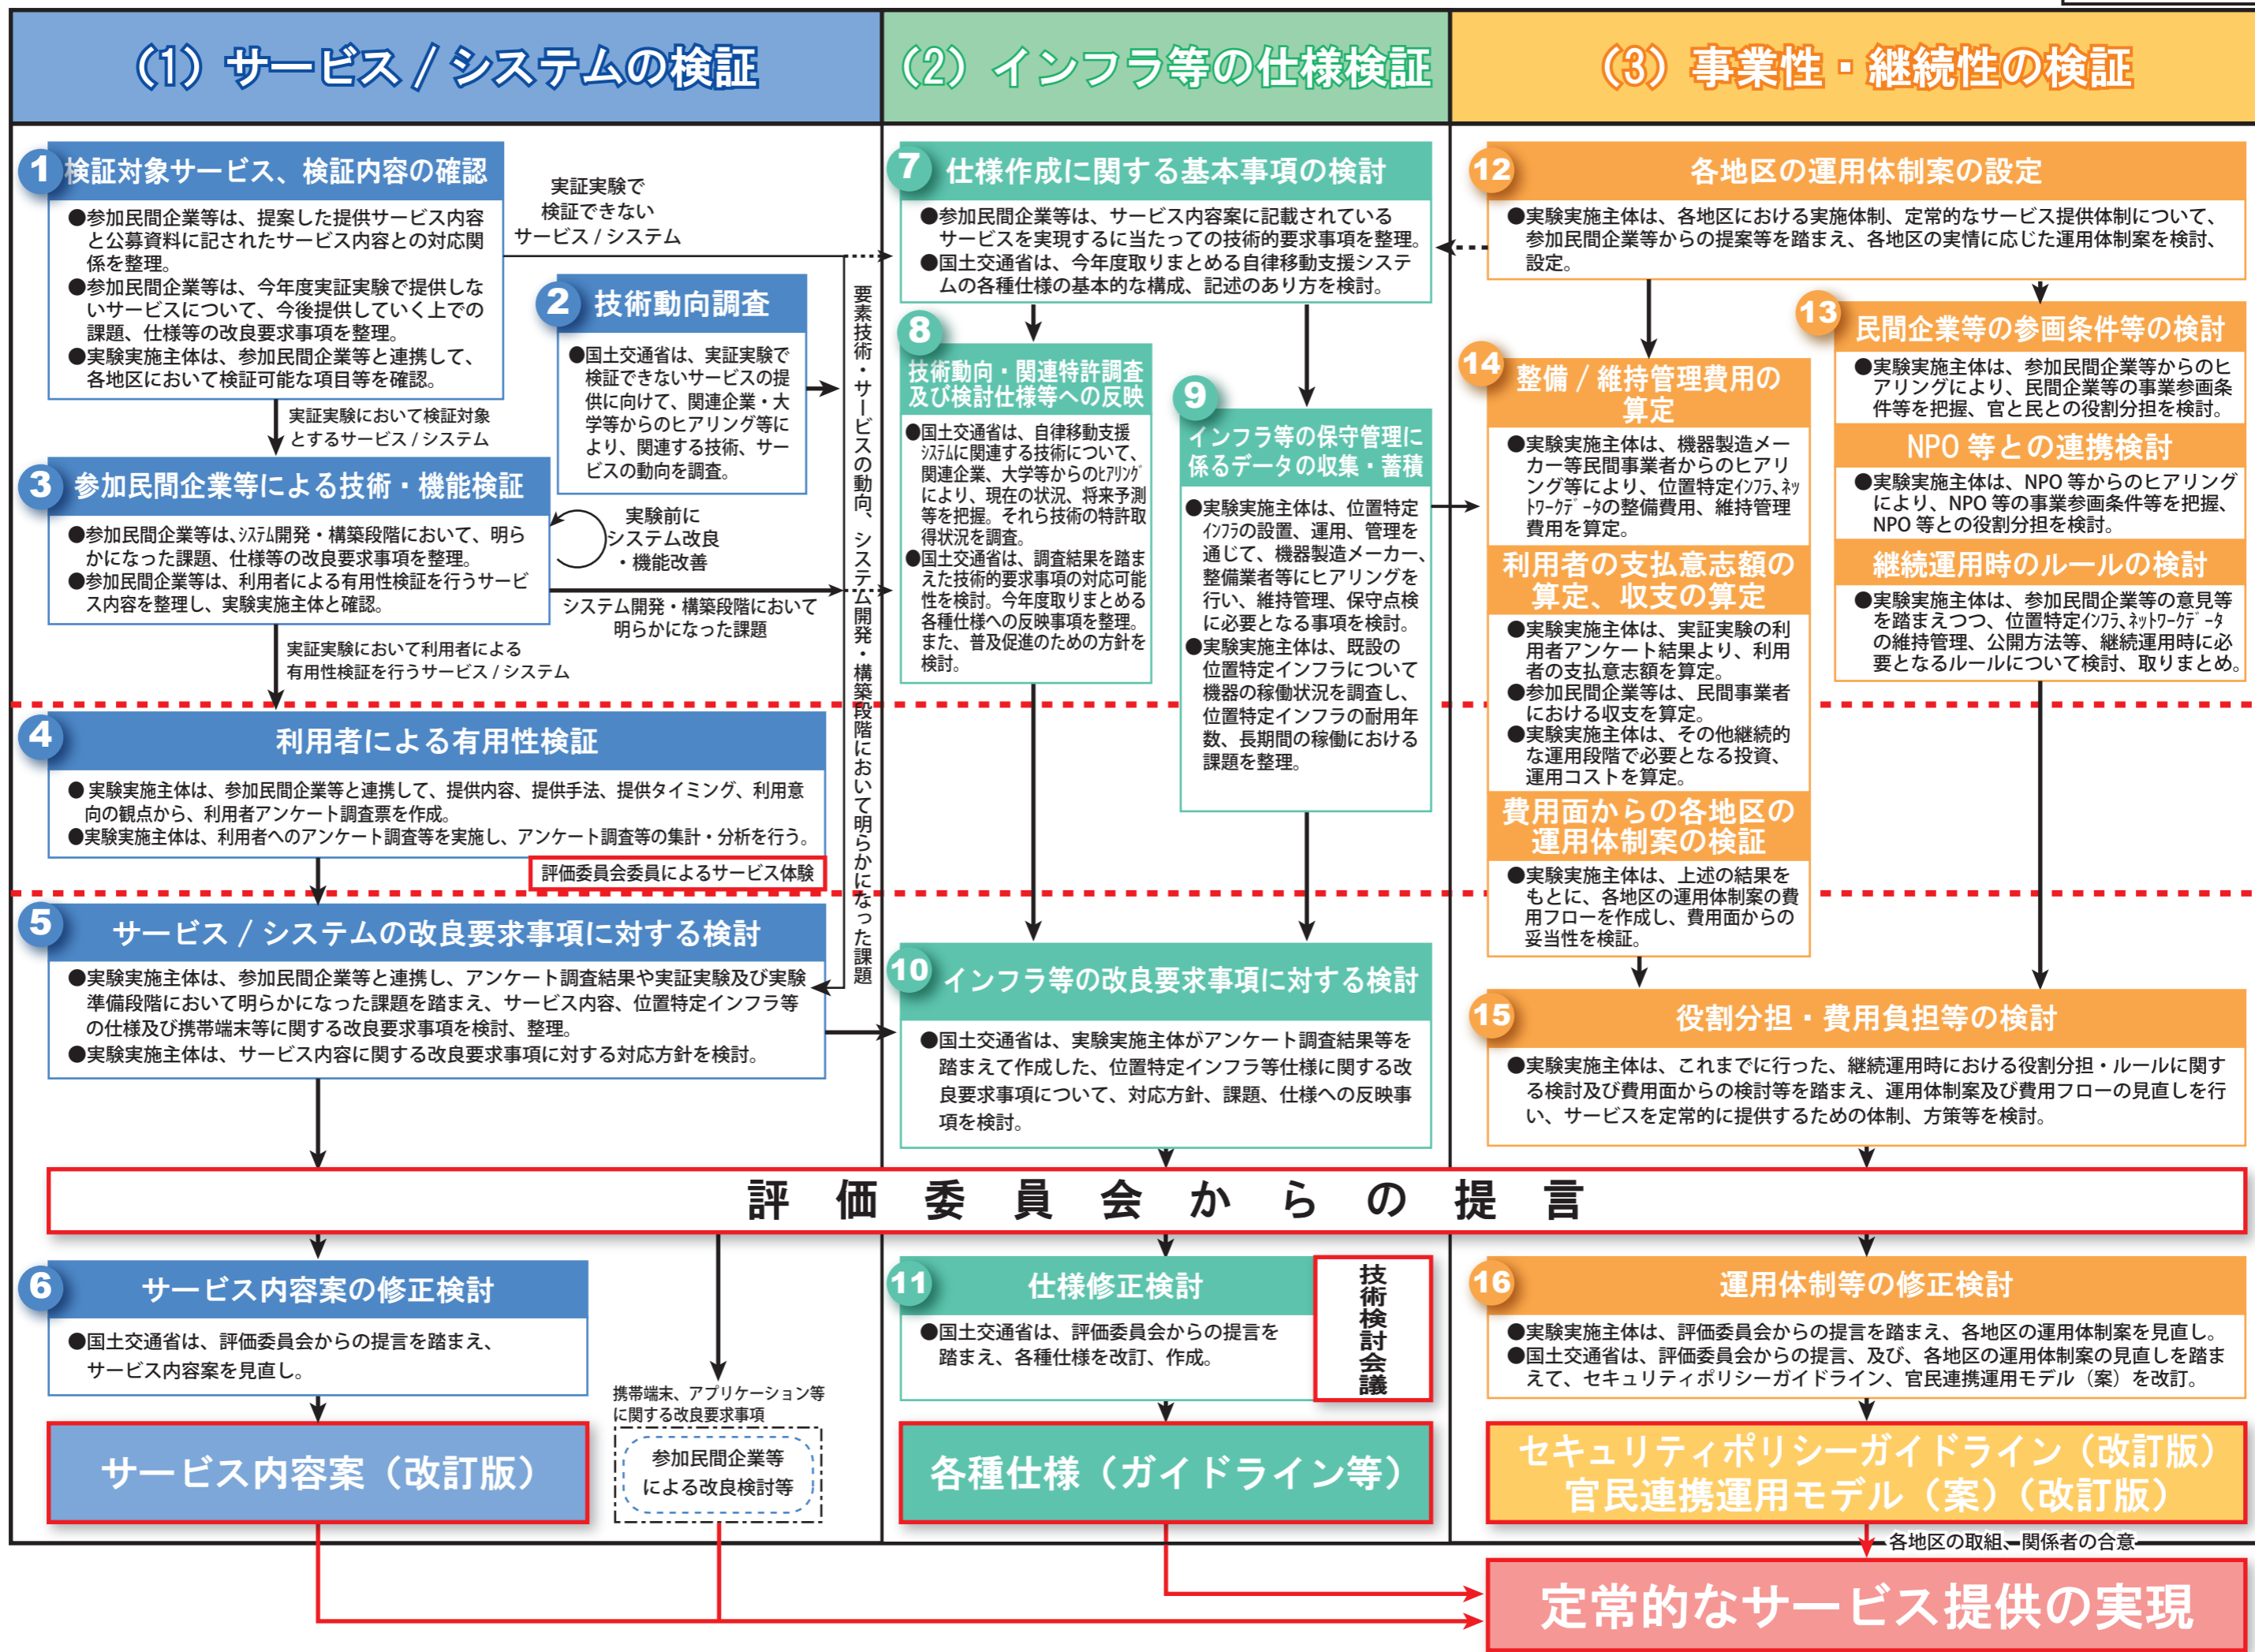 (1) サービス / システムの検証
(2) インフラ等の仕様検証
(3) 事業性・継続性の検証
1
検証対象サービス、検証内容の確認
●参加民間企業等は、提案した提供サービス内容
と公募資料に記されたサービス内容との対応関
係を整理。
●参加民間企業等は、今年度実証実験で提供しな
いサービスについて、今後提供していく上での
課題、仕様等の改良要求事項を整理。
●実験実施主体は、参加民間企業等と連携して、
各地区において検証可能な項目等を確認。
実証実験で
検証できない
サービス / システム
2
技術動向調査
●国土交通省は、実証実験で
検証できないサービスの提
供に向けて、関連企業・大
学等からのヒアリング等に
より、関連する技術、サー
ビスの動向を調査。
実証実験において検証対象
とするサービス / システム
3
参加民間企業等による技術・機能検証
●参加民間企業等は、システム開発・構築段階において、明ら
かになった課題、仕様等の改良要求事項を整理。
●参加民間企業等は、利用者による有用性検証を行うサービ
ス内容を整理し、実験実施主体と確認。
実験前に
システム改良
・機能改善
システム開発・構築段階において
明らかになった課題
実証実験において利用者による
有用性検証を行うサービス / システム
要素技術・サービスの動向、システム開発・構築段階において明らかになった課題
4
利用者による有用性検証
●実験実施主体は、参加民間企業等と連携して、提供内容、提供手法、提供タイミング、利用意
向の観点から、利用者アンケート調査票を作成。
●実験実施主体は、利用者へのアンケート調査等を実施し、アンケート調査等の集計・分析を行う。
評価委員会委員によるサービス体験
5
サービス / システムの改良要求事項に対する検討
●実験実施主体は、参加民間企業等と連携し、アンケート調査結果や実証実験及び実験
準備段階において明らかになった課題を踏まえ、サービス内容、位置特定インフラ等
の仕様及び携帯端末等に関する改良要求事項を検討、整理。
●実験実施主体は、サービス内容に関する改良要求事項に対する対応方針を検討。
7
仕様作成に関する基本事項の検討
●参加民間企業等は、サービス内容案に記載されている
サービスを実現するに当たっての技術的要求事項を整理。
●国土交通省は、今年度取りまとめる自律移動支援システ
ムの各種仕様の基本的な構成、記述のあり方を検討。
8
技術動向・関連特許調査
及び検討仕様等への反映
●国土交通省は、自律移動支援
システムに関連する技術について、
関連企業、大学等からのヒアリング
により、現在の状況、将来予測
等を把握。それら技術の特許取
得状況を調査。
●国土交通省は、調査結果を踏ま
えた技術的要求事項の対応可能
性を検討。今年度取りまとめる
各種仕様への反映事項を整理。
また、普及促進のための方針を
検討。
9
インフラ等の保守管理に
係るデータの収集・蓄積
●実験実施主体は、位置特定
インフラの設置、運用、管理を
通じて、機器製造メーカー、
整備業者等にヒアリングを
行い、維持管理、保守点検
に必要となる事項を検討。
●実験実施主体は、既設の
位置特定インフラについて
機器の稼働状況を調査し、
位置特定インフラの耐用年
数、長期間の稼働における
課題を整理。
10
インフラ等の改良要求事項に対する検討
●国土交通省は、実験実施主体がアンケート調査結果等を
踏まえて作成した、位置特定インフラ等仕様に関する改
良要求事項について、対応方針、課題、仕様への反映事
項を検討。
12
各地区の運用体制案の設定
●実験実施主体は、各地区における実施体制、定常的なサービス提供体制について、
参加民間企業等からの提案等を踏まえ、各地区の実情に応じた運用体制案を検討、
設定。
13
民間企業等の参画条件等の検討
●実験実施主体は、参加民間企業等からのヒ
アリングにより、民間企業等の事業参画条
件等を把握、官と民との役割分担を検討。
NPO 等との連携検討
●実験実施主体は、NPO 等からのヒアリング
により、NPO 等の事業参画条件等を把握、
NPO 等との役割分担を検討。
継続運用時のルールの検討
●実験実施主体は、参加民間企業等の意見等
を踏まえつつ、位置特定インフラ、ネットワークデータ
の維持管理、公開方法等、継続運用時に必
要となるルールについて検討、取りまとめ。
14
整備 / 維持管理費用の
算定
●実験実施主体は、機器製造メー
カー等民間事業者からのヒアリ
ング等により、位置特定インフラ、ネッ
トワークデータの整備費用、維持管理
費用を算定。
利用者の支払意志額の
算定、収支の算定
●実験実施主体は、実証実験の利
用者アンケート結果より、利用
者の支払意志額を算定。
●参加民間企業等は、民間事業者
における収支を算定。
●実験実施主体は、その他継続的
な運用段階で必要となる投資、
運用コストを算定。
費用面からの各地区の
運用体制案の検証
●実験実施主体は、上述の結果を
もとに、各地区の運用体制案の費
用フローを作成し、費用面からの
妥当性を検証。
15
役割分担・費用負担等の検討
●実験実施主体は、これまでに行った、継続運用時における役割分担・ルールに関す
る検討及び費用面からの検討等を踏まえ、運用体制案及び費用フローの見直しを行
い、サービスを定常的に提供するための体制、方策等を検討。
評価委員会からの提言
6
サービス内容案の修正検討
●国土交通省は、評価委員会からの提言を踏まえ、
サービス内容案を見直し。
サービス内容案（改訂版）
携帯端末、アプリケーション等
に関する改良要求事項
参加民間企業等
による改良検討等
11
仕様修正検討
●国土交通省は、評価委員会からの提言を
踏まえ、各種仕様を改訂、作成。
技術検討会議
各種仕様（ガイドライン等）
16
運用体制等の修正検討
●実験実施主体は、評価委員会からの提言を踏まえ、各地区の運用体制案を見直し。
●国土交通省は、評価委員会からの提言、及び、各地区の運用体制案の見直しを踏ま
えて、セキュリティポリシーガイドライン、官民連携運用モデル（案）を改訂。
セキュリティポリシーガイドライン（改訂版）
官民連携運用モデル（案）（改訂版）
各地区の取組、関係者の合意
定常的なサービス提供の実現